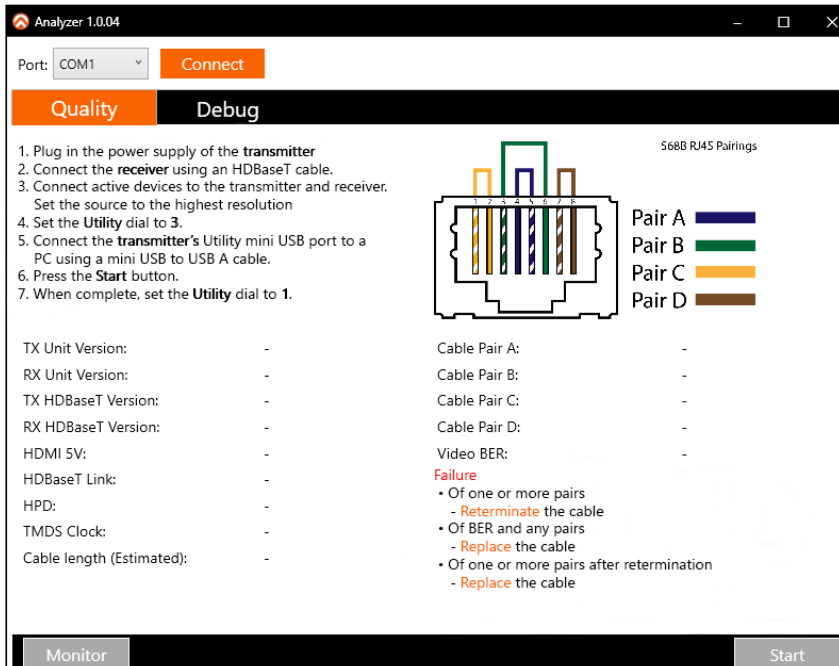 Analyzer 1.0.04
Port: COM1 Connect
Quality Debug
1. Plug in the power supply of the transmitter
2. Connect the receiver using an HDBaseT cable.
3. Connect active devices to the transmitter and receiver.
Set the source to the highest resolution
4. Set the Utility dial to 3.
5. Connect the transmitter's Utility mini USB port to a
PC using a mini USB to USB A cable.
6. Press the Start button.
7. When complete, set the Utility dial to 1.
568B RJ45 Pairings
1 2 3 4 5 6 7 8
Pair A
Pair B
Pair C
Pair D
TX Unit Version: -
RX Unit Version: -
TX HDBaseT Version: -
RX HDBaseT Version: -
HDMI 5V: -
HDBaseT Link: -
HPD: -
TMDS Clock: -
Cable length (Estimated): -
Cable Pair A: -
Cable Pair B: -
Cable Pair C: -
Cable Pair D: -
Video BER: -
Failure
• Of one or more pairs
- Reterminate the cable
• Of BER and any pairs
- Replace the cable
• Of one or more pairs after retermination
- Replace the cable
Monitor Start